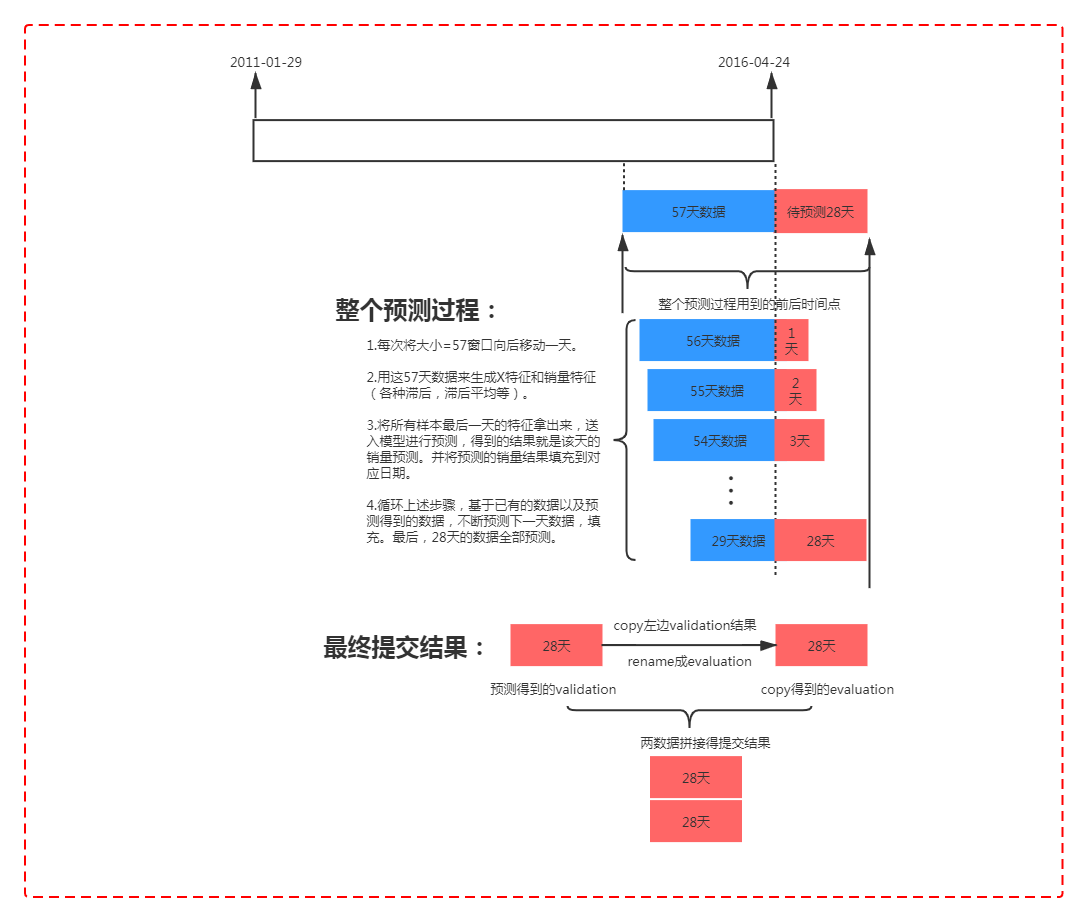 2011-01-29
2016-04-24
57天数据
待预测28天
整个预测过程用到的前后时间点
整个预测过程：
1.每次将大小=57窗口向后移动一天。
2.用这57天数据来生成X特征和销量特征
（各种滞后，滞后平均等）。
3.将所有样本最后一天的特征拿出来，送
入模型进行预测，得到的结果就是该天的
销量预测。并将预测的销量结果填充到对
应日期。
4.循环上述步骤，基于已有的数据以及预
测得到的数据，不断预测下一天数据，填
充。最后，28天的数据全部预测。
56天数据
1
天
55天数据
2
天
54天数据
3天
29天数据
28天
最终提交结果：
28天
copy左边validation结果
rename成evaluation
28天
预测得到的validation
copy得到的evaluation
两数据拼接得提交结果
28天
28天